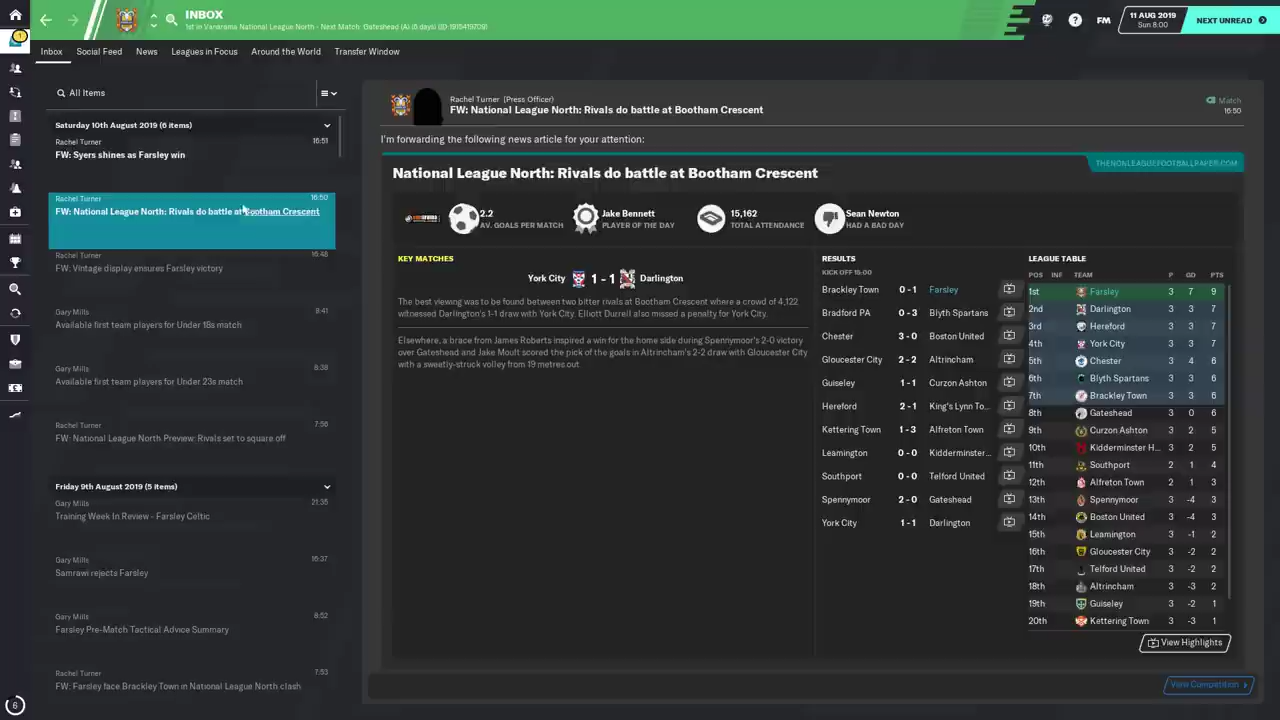 INBOX
1st in Vanarama National League North - Next Match: Gateshead (A) (6 days) (ID:1915419709)
FM
11 AUG 2019
Sun 8:00
NEXT UNREAD
1
Inbox
Social Feed
News
Leagues in Focus
Around the World
Transfer Window
All Items
Saturday 10th August 2019 (6 items)
Rachel Turner 16:51
FW: Syers shines as Farsley win
Rachel Turner 16:50
FW: National League North: Rivals do battle at Bootham Crescent
Rachel Turner 16:48
FW: Vintage display ensures Farsley victory
Gary Mills 8:41
Available first team players for Under 18s match
Gary Mills 8:38
Available first team players for Under 23s match
Rachel Turner 7:56
FW: National League North Preview: Rivals set to square off
Friday 9th August 2019 (5 items)
Gary Mills 21:35
Training Week In Review - Farsley Celtic
Gary Mills 16:37
Samrawi rejects Farsley
Gary Mills 8:52
Farsley Pre-Match Tactical Advice Summary
Rachel Turner 7:53
FW: Farsley face Brackley Town in National League North clash
6
Rachel Turner (Press Officer)
FW: National League North: Rivals do battle at Bootham Crescent
Match
16:50
I'm forwarding the following news article for your attention:
THENONLEAGUEFOOTBALLPAPER.COM
National League North: Rivals do battle at Bootham Crescent
2.2
AV. GOALS PER MATCH
Jake Bennett
PLAYER OF THE DAY
15,162
TOTAL ATTENDANCE
Sean Newton
HAD A BAD DAY
KEY MATCHES
York City 1 - 1 Darlington
The best viewing was to be found between two bitter rivals at Bootham Crescent where a crowd of 4,122
witnessed Darlington's 1-1 draw with York City. Elliott Durrell also missed a penalty for York City.
Elsewhere, a brace from James Roberts inspired a win for the home side during Spennymoor's 2-0 victory
over Gateshead and Jake Moult scored the pick of the goals in Altrincham's 2-2 draw with Gloucester City
with a sweetly-struck volley from 19 metres out
RESULTS
KICK OFF 15:00
Brackley Town 0 - 1 Farsley
Bradford PA 0 - 3 Blyth Spartans
Chester 3 - 0 Boston United
Gloucester City 2 - 2 Altrincham
Guiseley 1 - 1 Curzon Ashton
Hereford 2 - 1 King's Lynn To...
Kettering Town 1 - 3 Alfreton Town
Leamington 0 - 0 Kidderminster...
Southport 0 - 0 Telford United
Spennymoor 2 - 0 Gateshead
York City 1 - 1 Darlington
LEAGUE TABLE
POS INF TEAM P GD PTS
1st Farsley 3 7 9
2nd Darlington 3 3 7
3rd Hereford 3 3 7
4th York City 3 3 7
5th Chester 3 4 6
6th Blyth Spartans 3 3 6
7th Brackley Town 3 3 6
8th Gateshead 3 0 6
9th Curzon Ashton 3 2 5
10th Kidderminster H... 3 2 5
11th Southport 2 1 4
12th Alfreton Town 2 1 3
13th Spennymoor 3 -4 3
14th Boston United 3 -4 3
15th Leamington 3 -1 2
16th Gloucester City 3 -2 2
17th Telford United 3 -2 2
18th Altrincham 3 -3 2
19th Guiseley 3 -2 1
20th Kettering Town 3 -3 1
View Highlights
View Competition